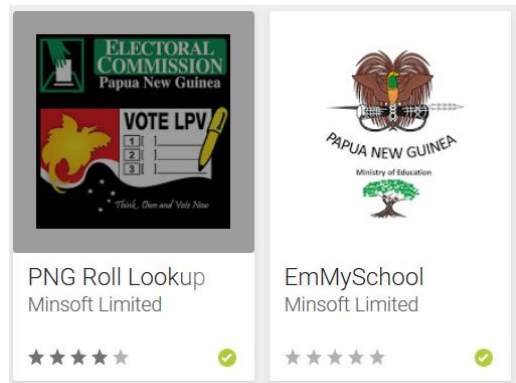 ELECTORAL
COMMISSION
Papua New Guinea
VOTE LPV
1 [ ]
2 [ ]
3 [ ]
Think, Own and Vote Now
PNG Roll Lookup
Minsoft Limited
PAPUA NEW GUINEA
Ministry of Education
EmMySchool
Minsoft Limited